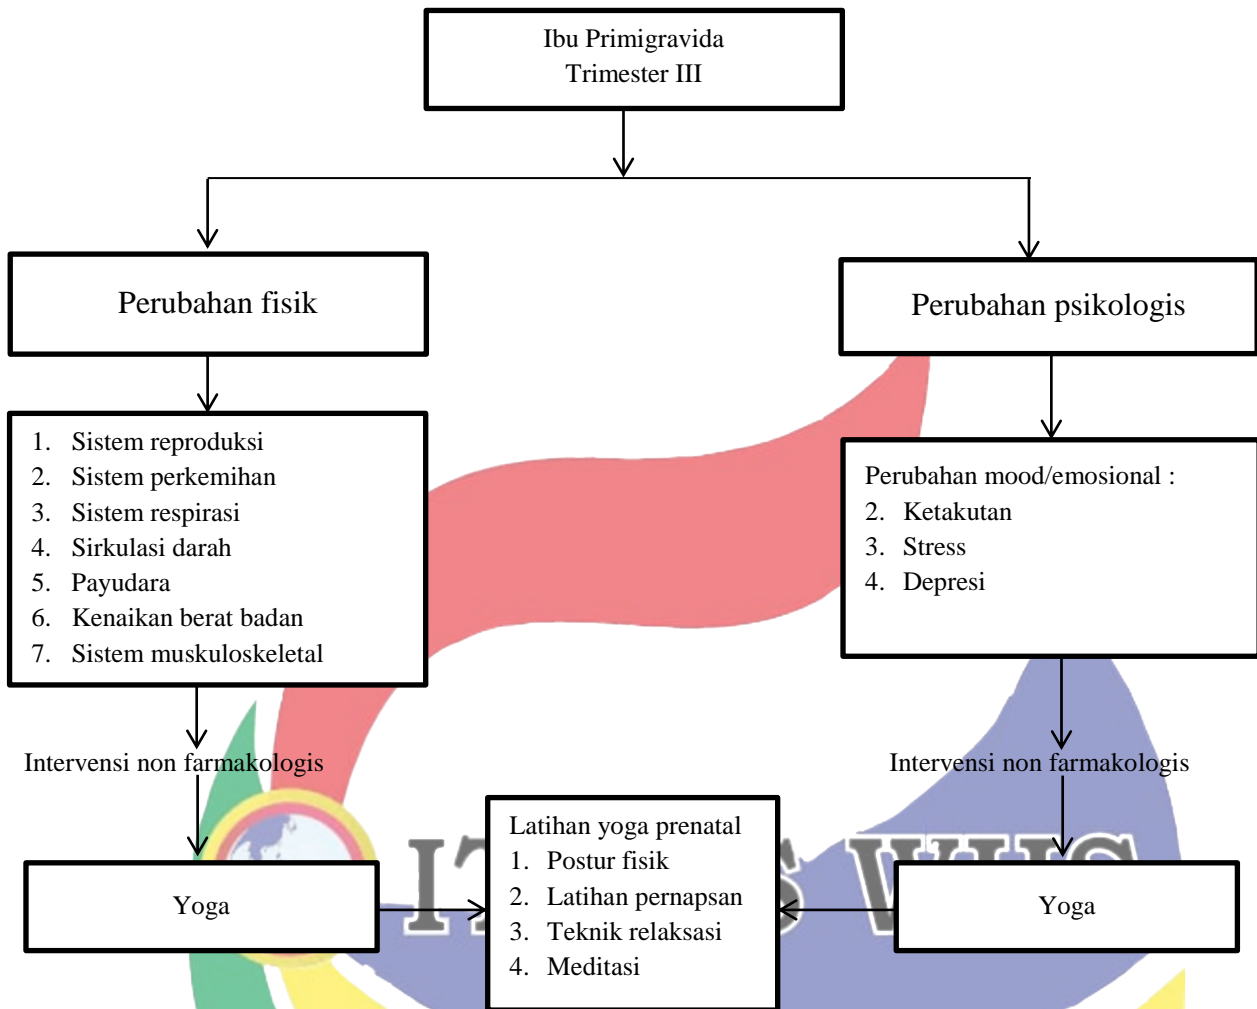 Ibu Primigravida
Trimester III
Perubahan fisik
Perubahan psikologis
1. Sistem reproduksi
2. Sistem perkemihan
3. Sistem respirasi
4. Sirkulasi darah
5. Payudara
6. Kenaikan berat badan
7. Sistem muskuloskeletal
Perubahan mood/emosional :
2. Ketakutan
3. Stress
4. Depresi
Intervensi non farmakologis
Intervensi non farmakologis
Yoga
Latihan yoga prenatal
1. Postur fisik
2. Latihan pernapsan
3. Teknik relaksasi
4. Meditasi
Yoga